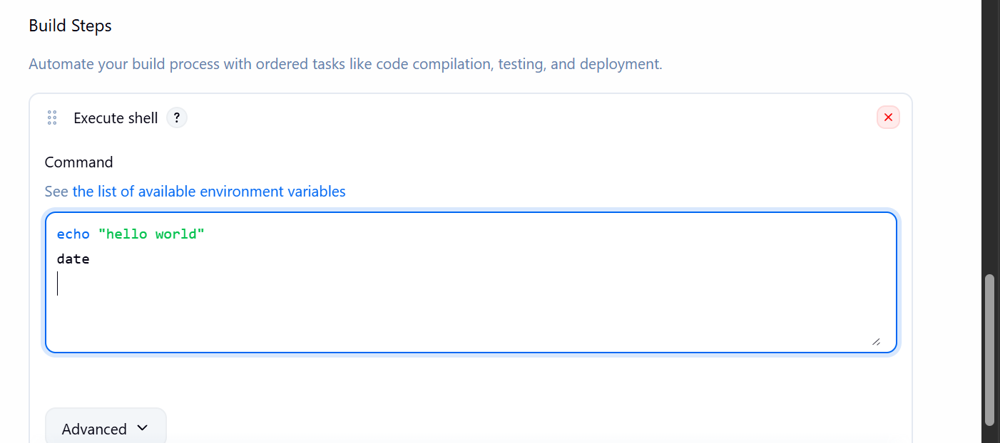 Build Steps
Automate your build process with ordered tasks like code compilation, testing, and deployment.
Execute shell ?
Command
See the list of available environment variables
echo "hello world"
date
Advanced